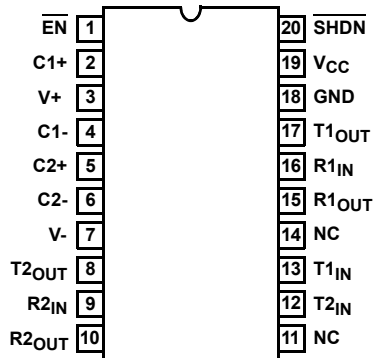 EN 1 20 SHDN
C1+ 2 19 VCC
V+ 3 18 GND
C1- 4 17 T1OUT
C2+ 5 16 R1IN
C2- 6 15 R1OUT
V- 7 14 NC
T2OUT 8 13 T1IN
R2IN 9 12 T2IN
R2OUT 10 11 NC